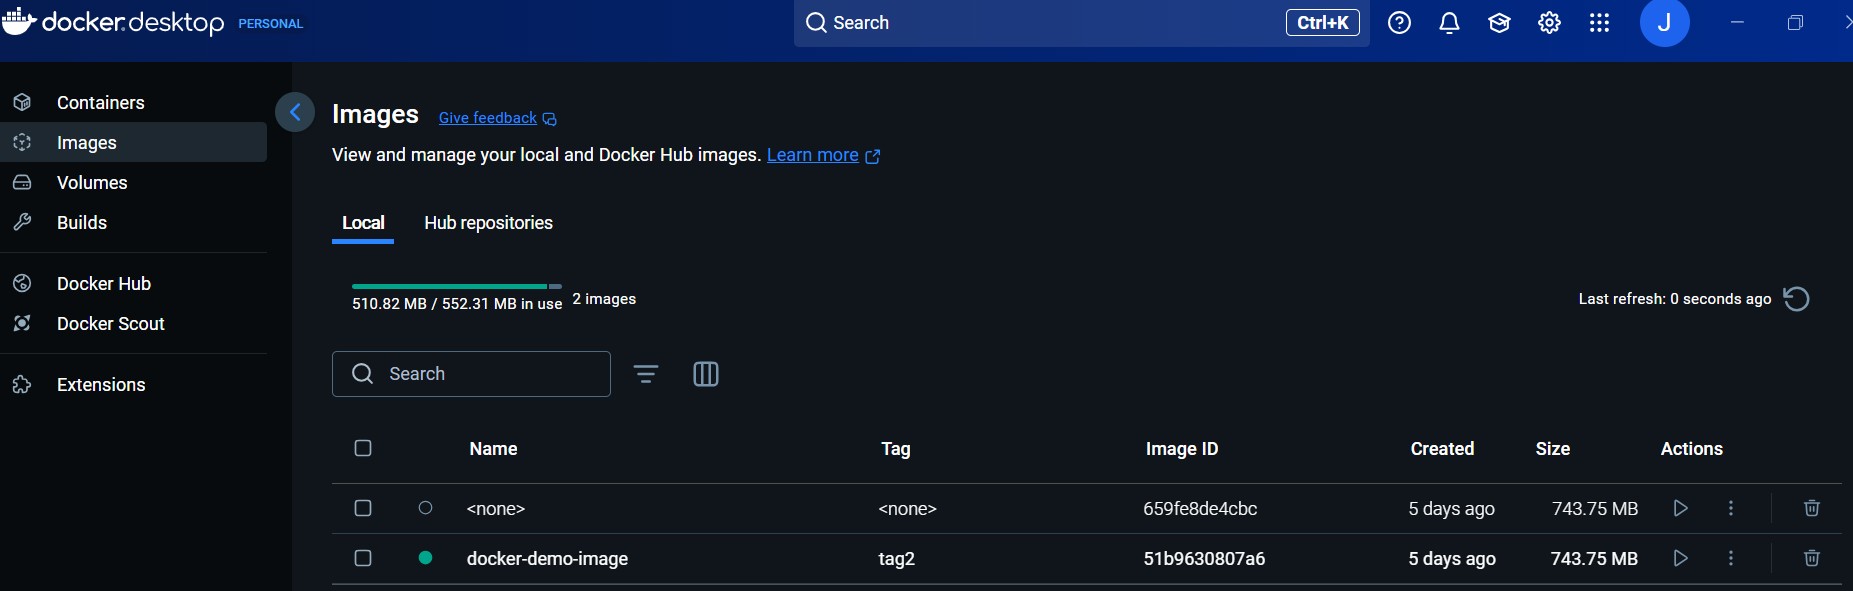 docker.desktop PERSONAL
Search Ctrl+K
J
Containers
Images
Volumes
Builds
Docker Hub
Docker Scout
Extensions
Images Give feedback
View and manage your local and Docker Hub images. Learn more
Local Hub repositories
510.82 MB / 552.31 MB in use 2 images
Last refresh: 0 seconds ago
Search
Name Tag Image ID Created Size Actions
<none> <none> 659fe8de4cbc 5 days ago 743.75 MB
docker-demo-image tag2 51b9630807a6 5 days ago 743.75 MB